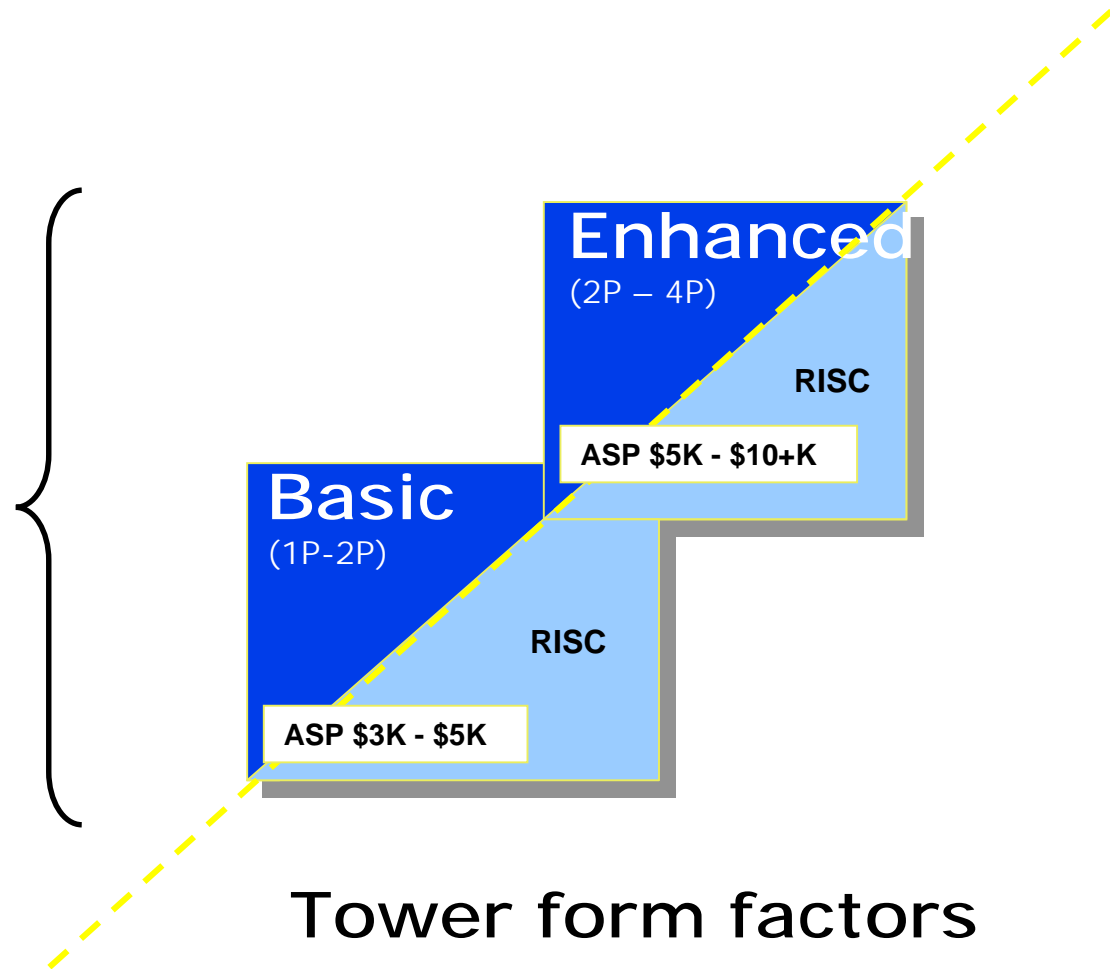 Enhanced
(2P – 4P)
RISC
ASP $5K - $10+K
Basic
(1P-2P)
RISC
ASP $3K - $5K
Tower form factors